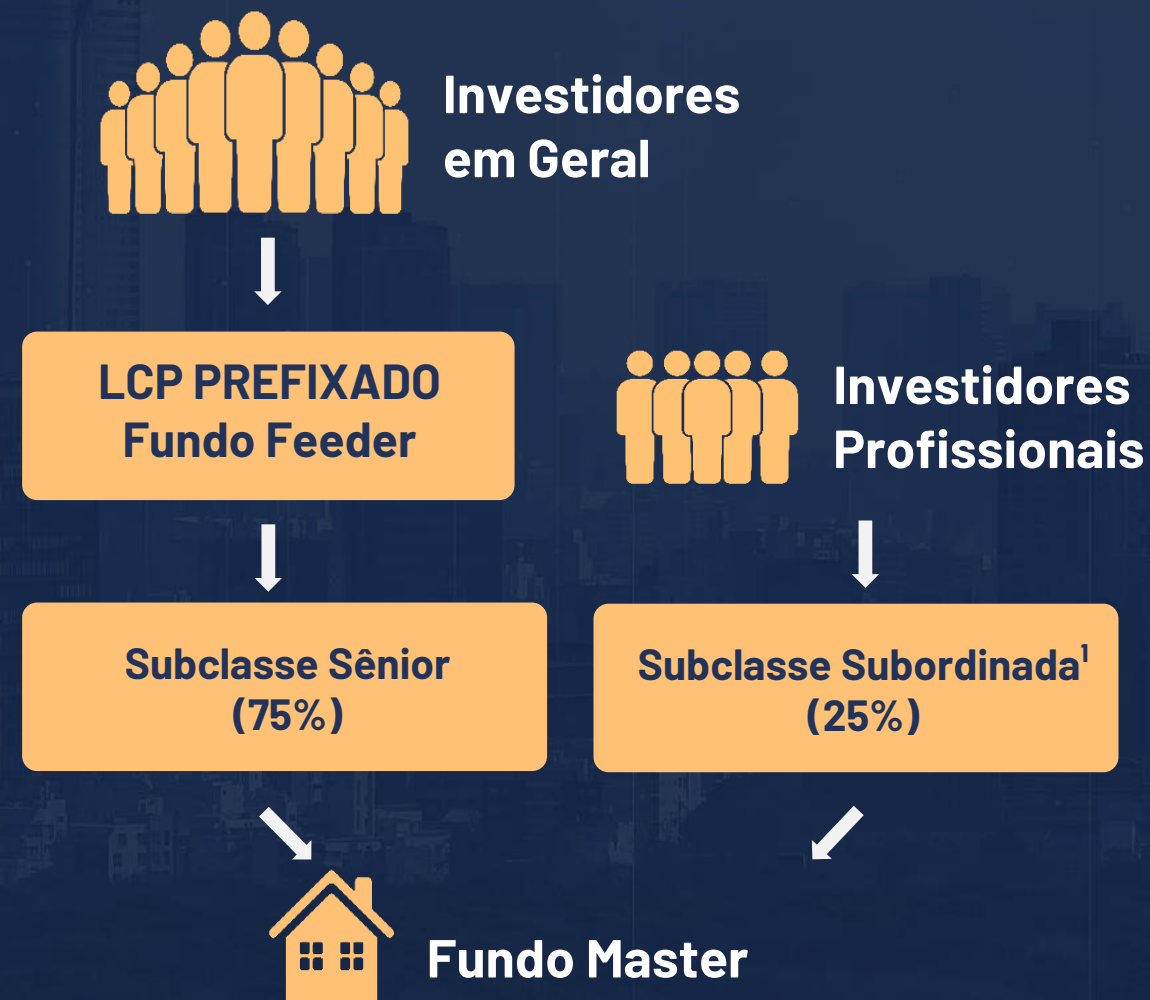 Investidores
em Geral
LCP PREFIXADO
Fundo Feeder
Investidores
Profissionais
Subclasse Sênior
(75%)
Subclasse Subordinada¹
(25%)
Fundo Master